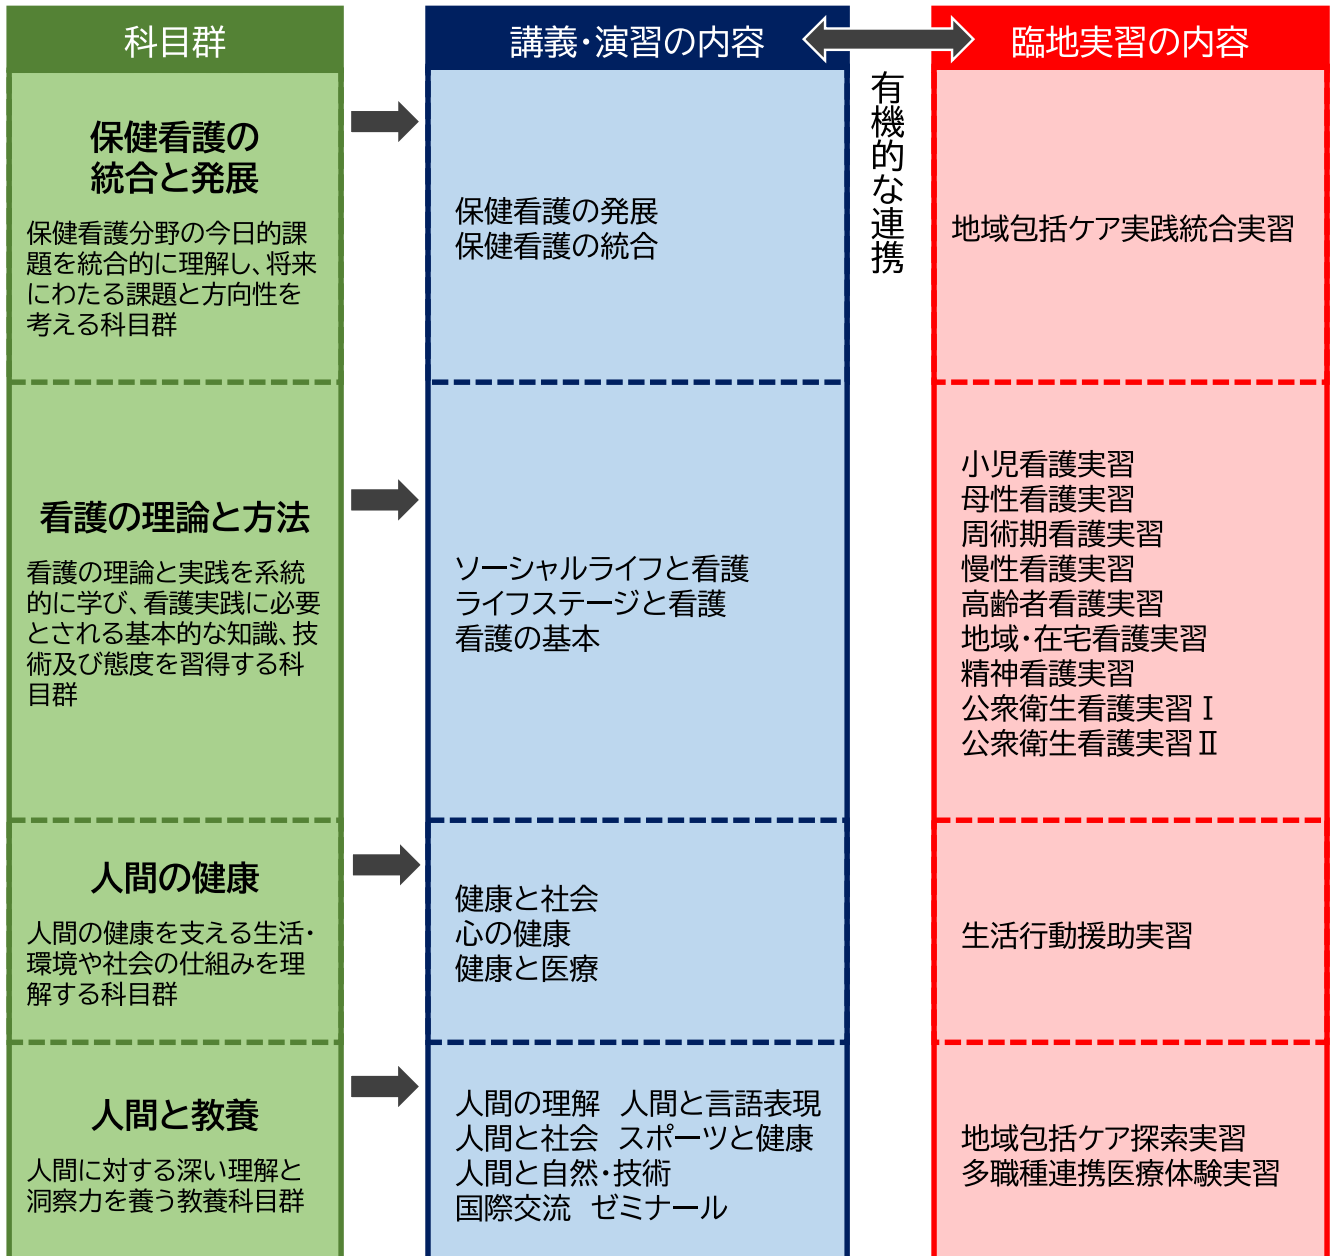 科目群
講義・演習の内容
臨地実習の内容
有機的な連携
保健看護の
統合と発展
保健看護分野の今日的課
題を統合的に理解し、将来
にわたる課題と方向性を
考える科目群
保健看護の発展
保健看護の統合
地域包括ケア実践統合実習
看護の理論と方法
看護の理論と実践を系統
的に学び、看護実践に必要
とされる基本的な知識、技
術及び態度を習得する科
目群
ソーシャルライフと看護
ライフステージと看護
看護の基本
小児看護実習
母性看護実習
周術期看護実習
慢性看護実習
高齢者看護実習
地域・在宅看護実習
精神看護実習
公衆衛生看護実習Ⅰ
公衆衛生看護実習Ⅱ
人間の健康
人間の健康を支える生活・
環境や社会の仕組みを理
解する科目群
健康と社会
心の健康
健康と医療
生活行動援助実習
人間と教養
人間に対する深い理解と
洞察力を養う教養科目群
人間の理解　人間と言語表現
人間と社会　スポーツと健康
人間と自然・技術
国際交流　ゼミナール
地域包括ケア探索実習
多職種連携医療体験実習